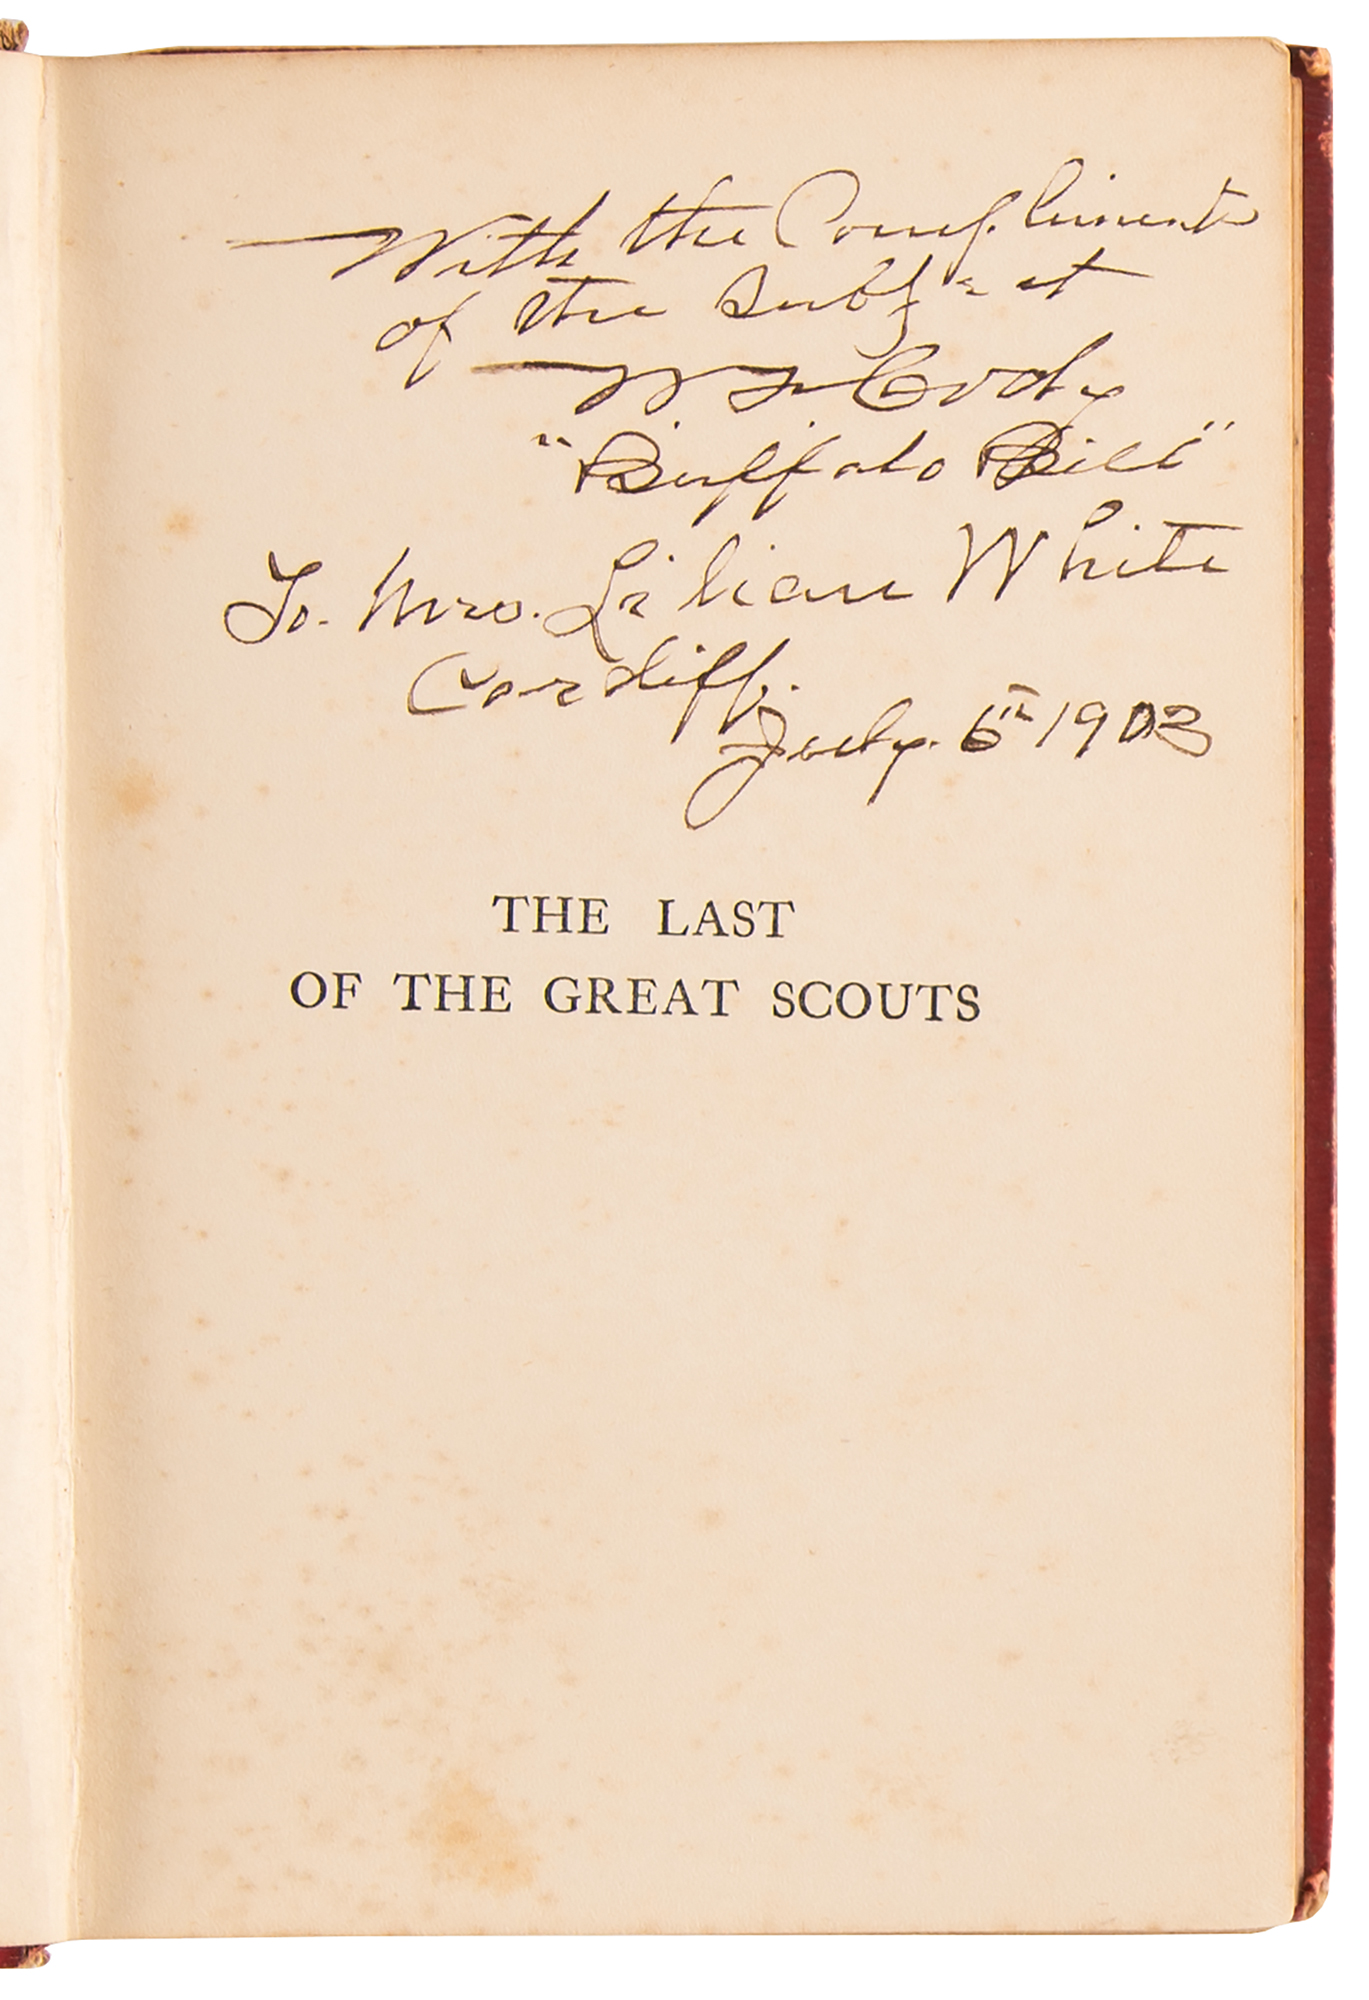 With the Compliments
of the Subject
W. F. Cody
"Buffalo Bill"
To. Mrs. Lilian White
Cardiff.
July. 6th 1903
THE LAST
OF THE GREAT SCOUTS